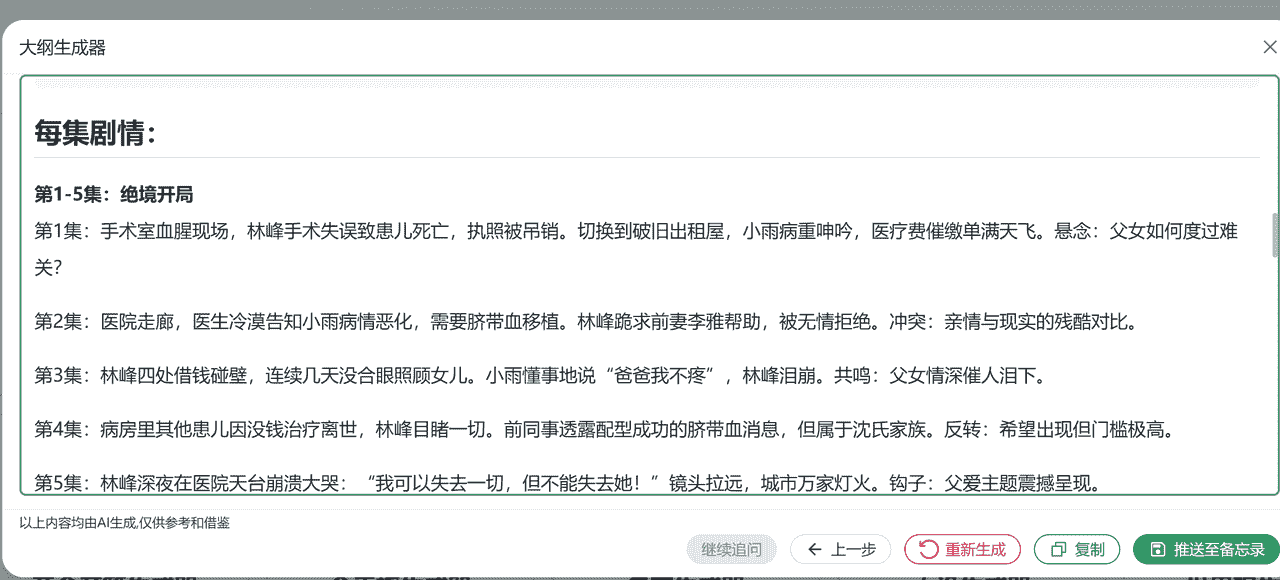 大纲生成器
每集剧情：
第1-5集：绝境开局
第1集：手术室血腥现场，林峰手术失误致患儿死亡，执照被吊销。切换到破旧出租屋，小雨病重呻吟，医疗费催缴单满天飞。悬念：父女如何度过难
关？
第2集：医院走廊，医生冷漠告知小雨病情恶化，需要脐带血移植。林峰跪求前妻李雅帮助，被无情拒绝。冲突：亲情与现实的残酷对比。
第3集：林峰四处借钱碰壁，连续几天没合眼照顾女儿。小雨懂事地说“爸爸我不疼”，林峰泪崩。共鸣：父女情深催人泪下。
第4集：病房里其他患儿因没钱治疗离世，林峰目睹一切。前同事透露配型成功的脐带血消息，但属于沈氏家族。反转：希望出现但门槛极高。
第5集：林峰深夜在医院天台崩溃大哭：“我可以失去一切，但不能失去她！”镜头拉远，城市万家灯火。钩子：父爱主题震撼呈现。
以上内容均由AI生成,仅供参考和借鉴
继续追问 上一步 重新生成 复制 推送至备忘录